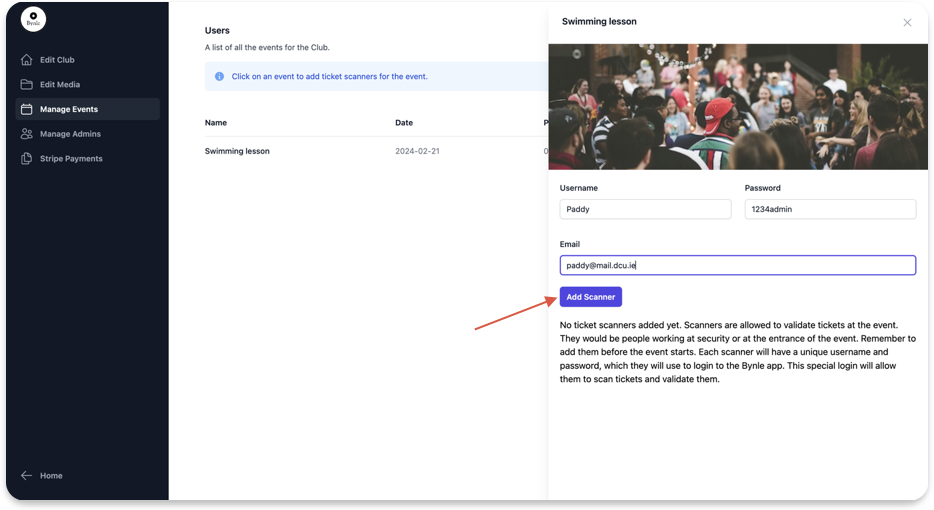 Bynle
Edit Club
Edit Media
Manage Events
Manage Admins
Stripe Payments
Home
Users
A list of all the events for the Club.
Click on an event to add ticket scanners for the event.
Name Date P
Swimming lesson 2024-02-21 0
Swimming lesson
Username Password
Paddy 1234admin
Email
paddy@mail.dcu.ie
Add Scanner
No ticket scanners added yet. Scanners are allowed to validate tickets at the event.
They would be people working at security or at the entrance of the event. Remember to
add them before the event starts. Each scanner will have a unique username and
password, which they will use to login to the Bynle app. This special login will allow
them to scan tickets and validate them.